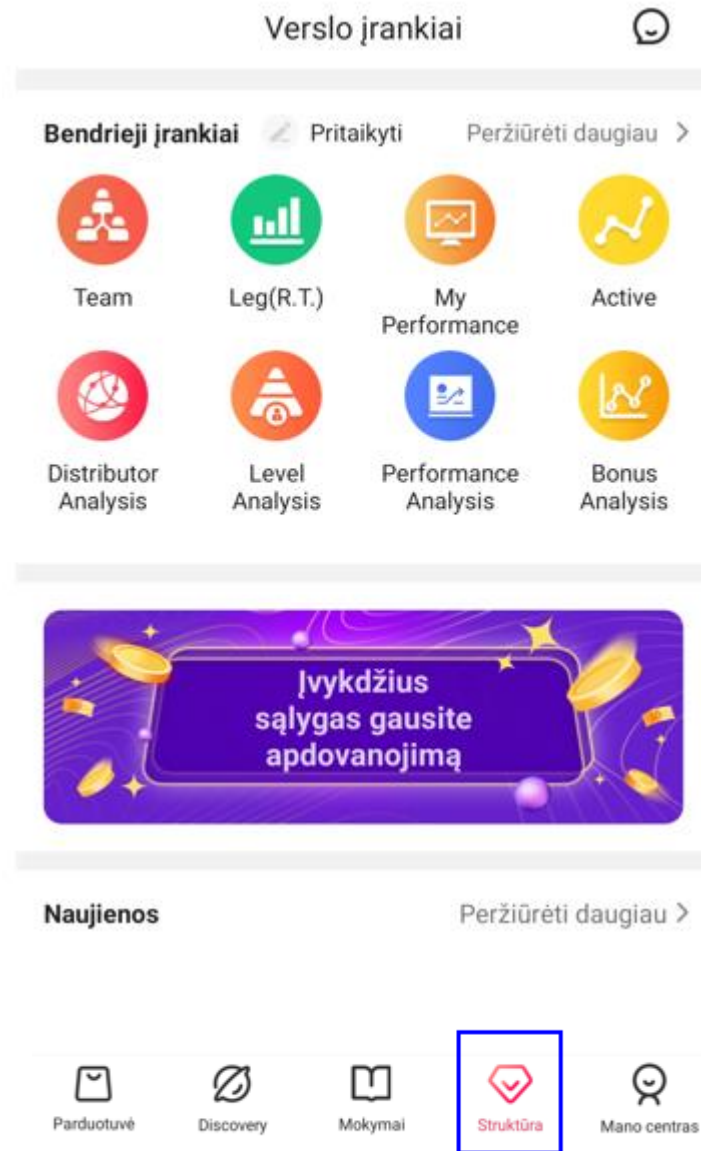 Verslo įrankiai
Bendrieji įrankiai Pritaikyti Peržiūrėti daugiau >
Team Leg(R.T.) My Performance Active
Distributor Analysis Level Analysis Performance Analysis Bonus Analysis
Įvykdžius
sąlygas gausite
apdovanojimą
Naujienos Peržiūrėti daugiau >
Parduotuvė Discovery Mokymai Struktūra Mano centras